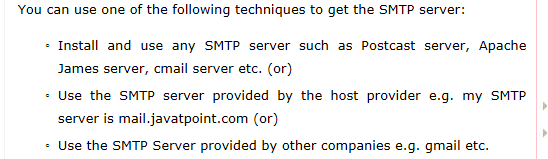 You can use one of the following techniques to get the SMTP server:
Install and use any SMTP server such as Postcast server, Apache
James server, cmail server etc. (or)
Use the SMTP server provided by the host provider e.g. my SMTP
server is mail.javatpoint.com (or)
Use the SMTP Server provided by other companies e.g. gmail etc.